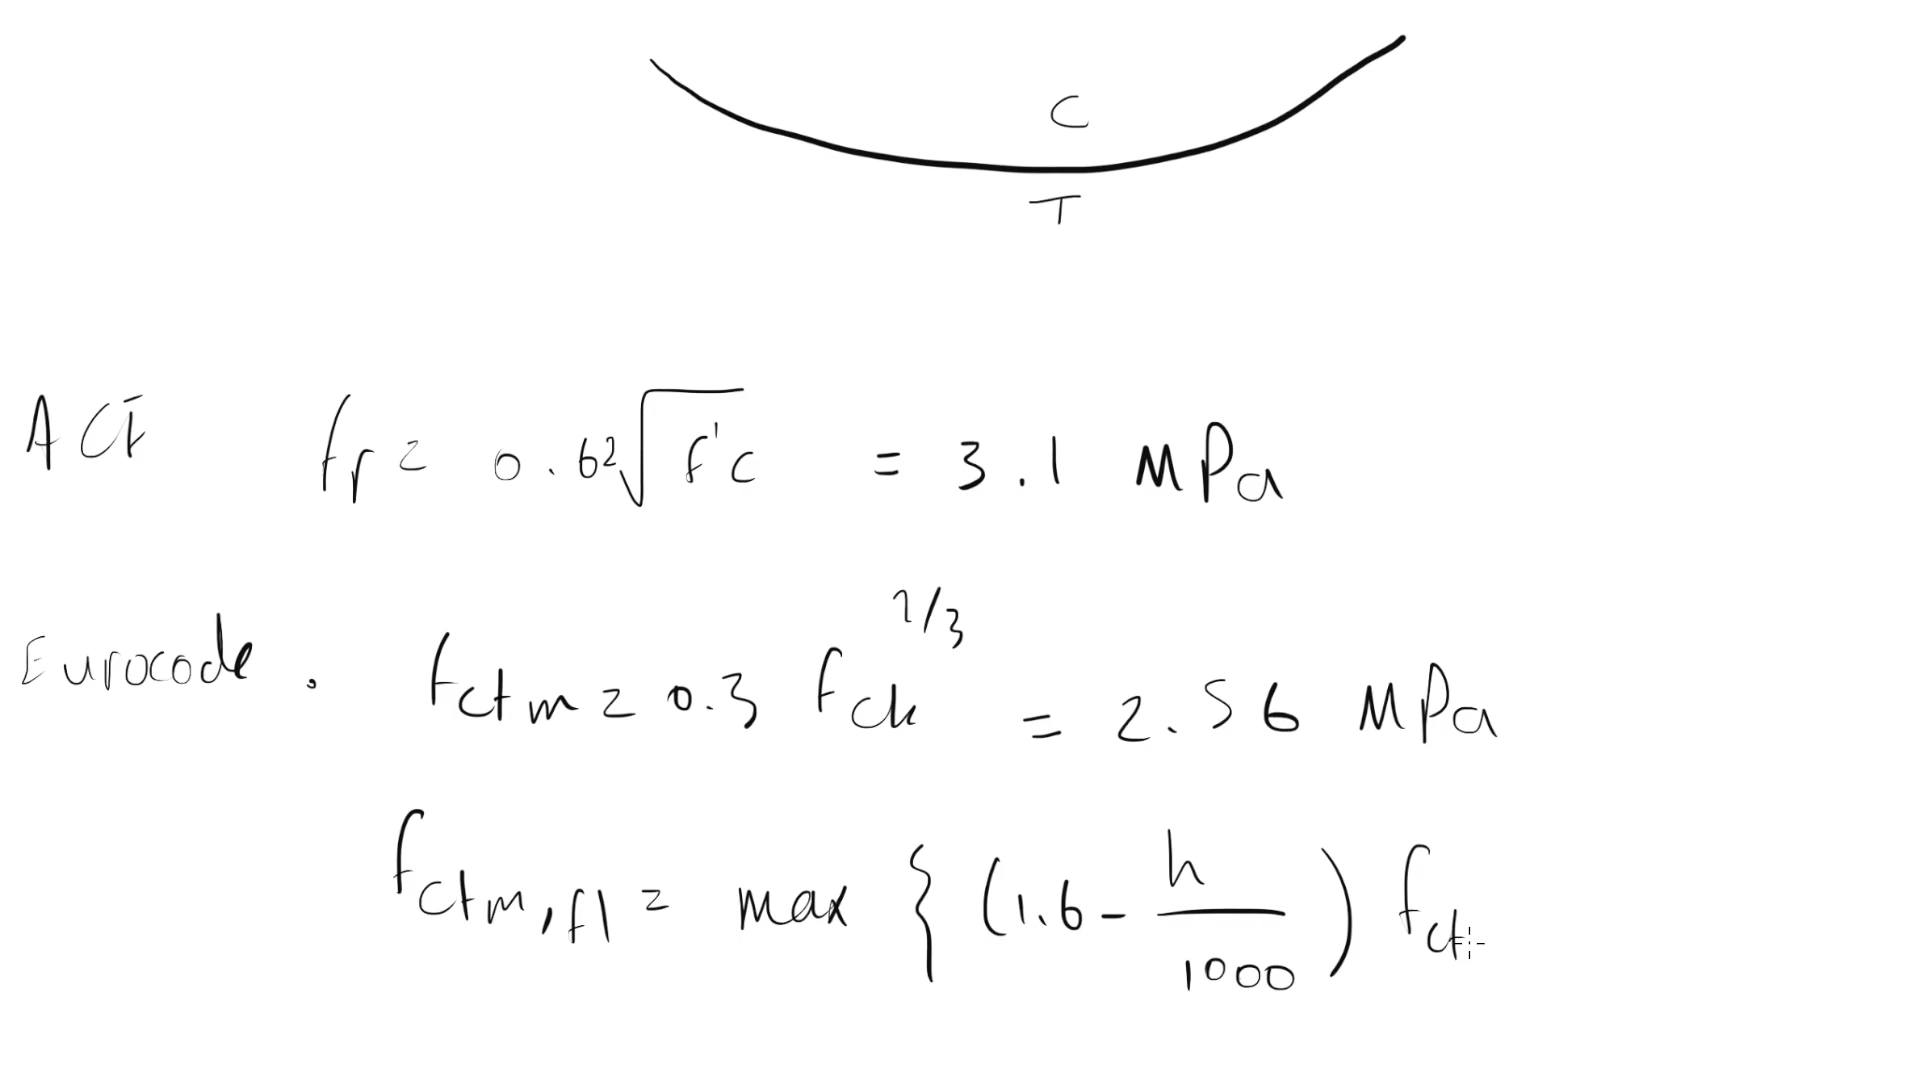 C
T
ACI fr = 0.62√f'c = 3.1 MPa
Eurocode. fctm = 0.3 fck^2/3 = 2.56 MPa
fctm,fl = max { (1.6 - h/1000) fct